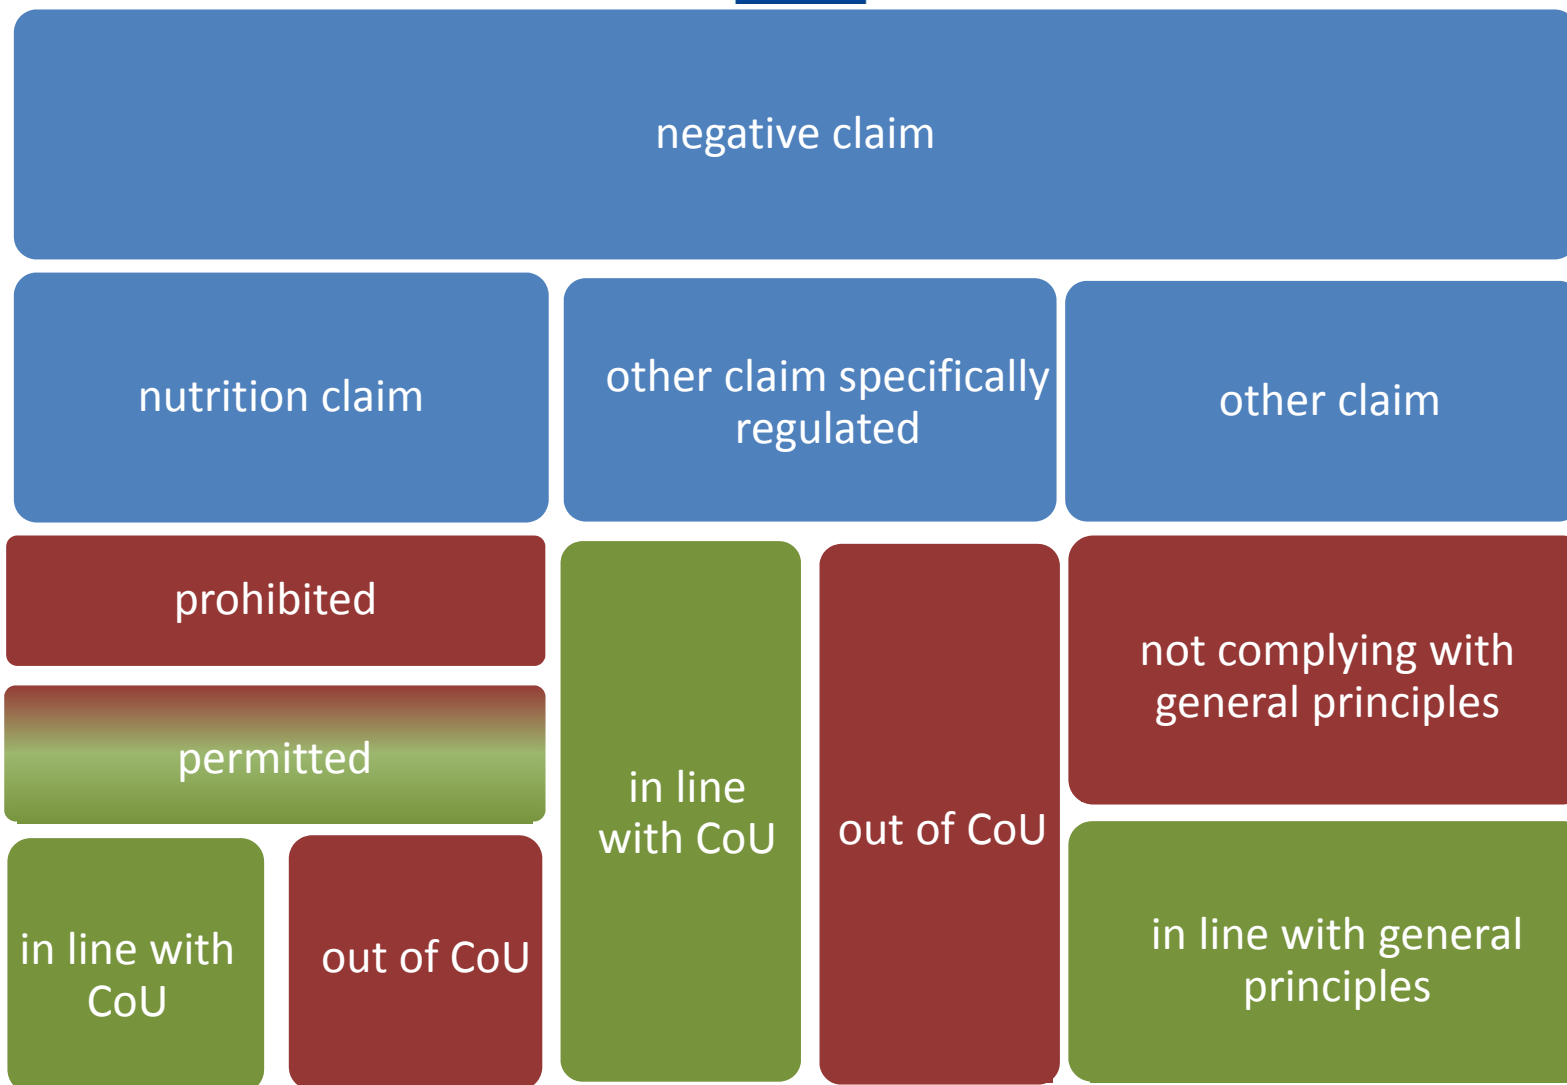 negative claim
nutrition claim
other claim specifically
regulated
other claim
prohibited
permitted
in line with
CoU
out of CoU
in line
with CoU
out of CoU
not complying with
general principles
in line with general
principles